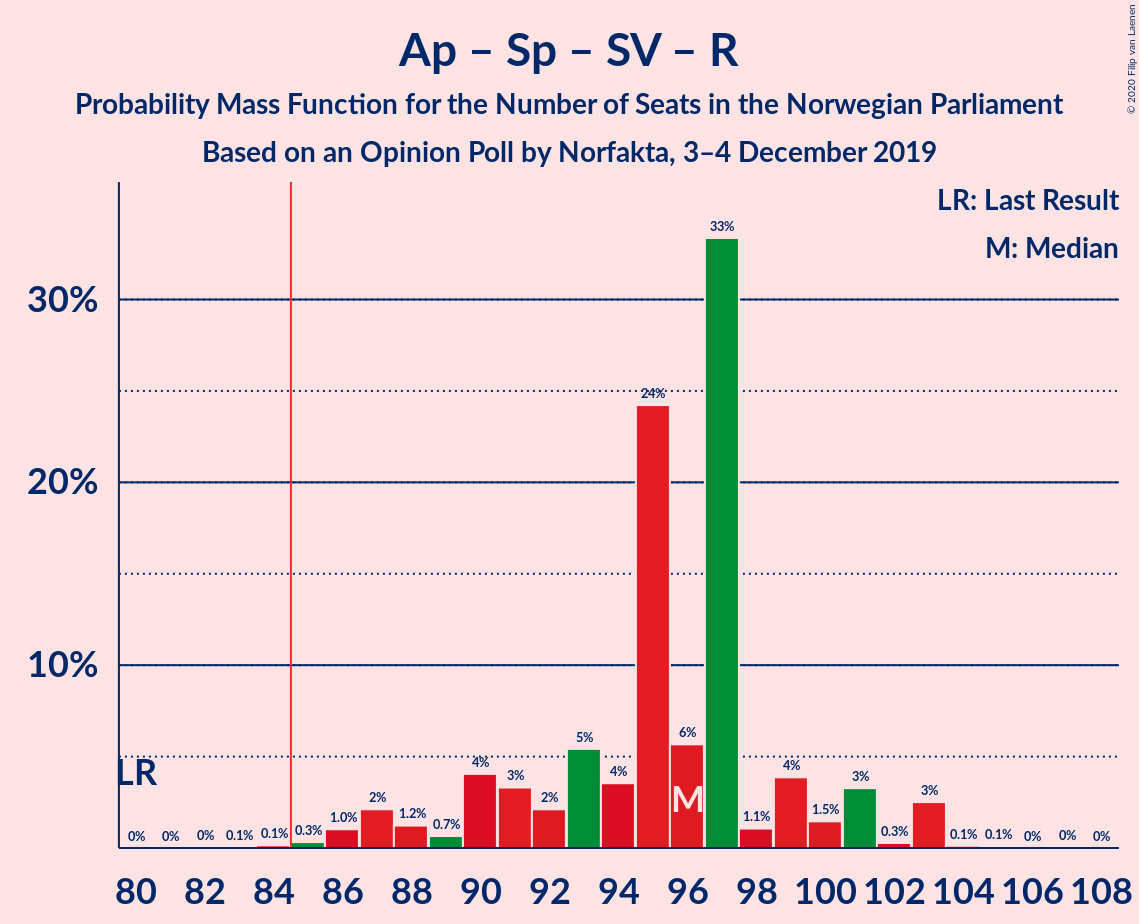 Ap – Sp – SV – R
Probability Mass Function for the Number of Seats in the Norwegian Parliament
Based on an Opinion Poll by Norfakta, 3–4 December 2019
© 2020 Filip van Laenen
LR: Last Result
M: Median
30%
20%
10%
LR
0% 0% 0% 0.1% 0.1% 0.3% 1.0% 2% 1.2% 0.7% 4% 3% 2% 5% 4% 24% 6% 33% 1.1% 4% 1.5% 3% 0.3% 3% 0.1% 0.1% 0% 0% 0%
M
80 82 84 86 88 90 92 94 96 98 100 102 104 106 108